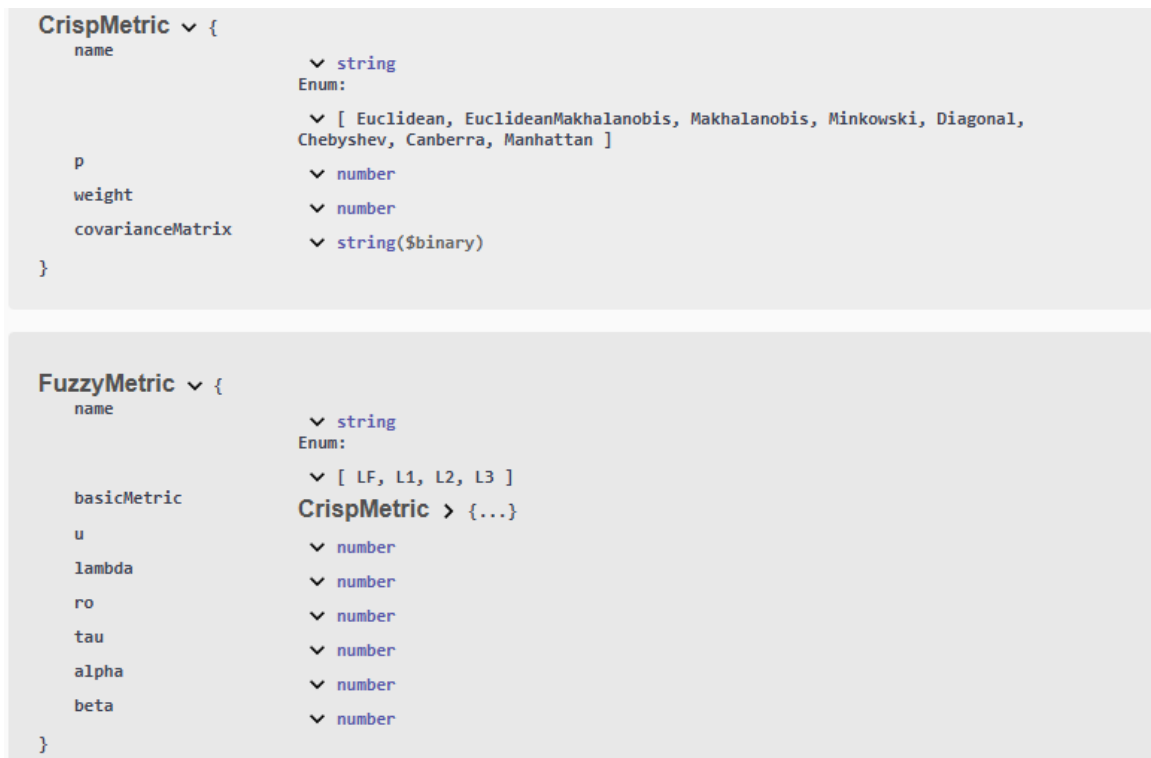 CrispMetric {
name
string
Enum:
[ Euclidean, EuclideanMakhalanobis, Makhalanobis, Minkowski, Diagonal,
Chebyshev, Canberra, Manhattan ]
p
number
weight
number
covarianceMatrix
string($binary)
}
FuzzyMetric {
name
string
Enum:
[ LF, L1, L2, L3 ]
basicMetric
CrispMetric > {...}
u
number
lambda
number
ro
number
tau
number
alpha
number
beta
number
}